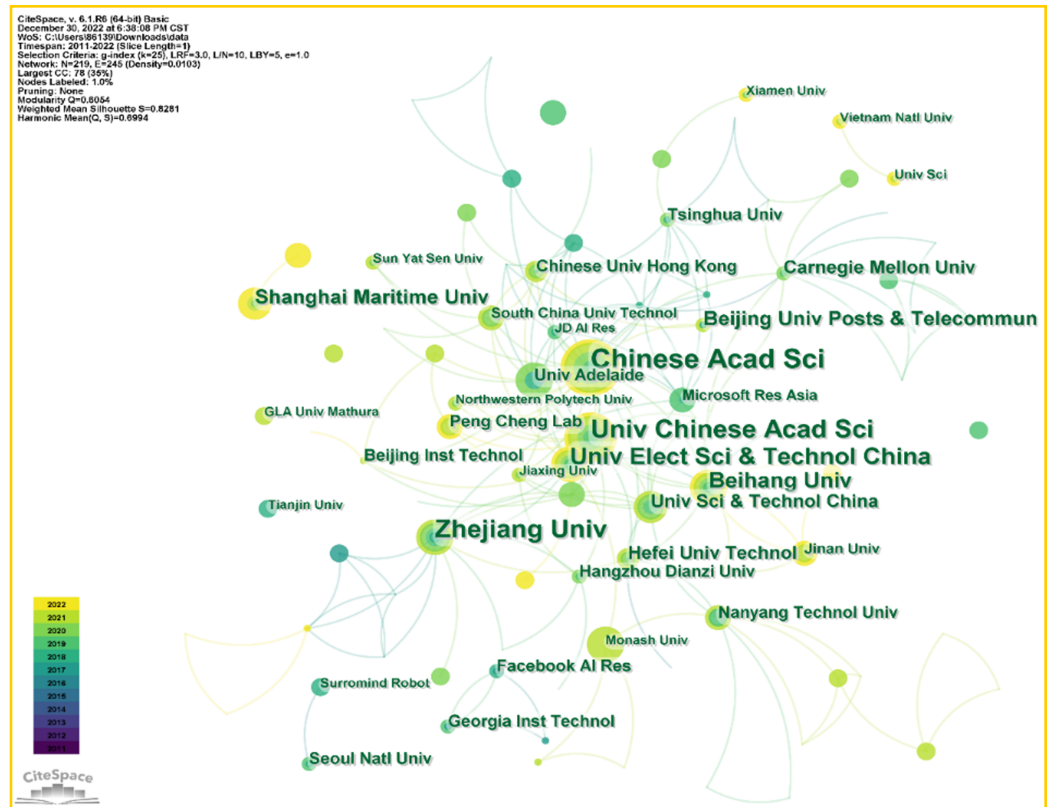 CiteSpace, v. 6.1.R6 (64-bit) Basic
December 30, 2022 at 6:38:08 PM CST
WoS: C:\Users\86139\Downloads\data
Timespan: 2011-2022 (Slice Length=1)
Selection Criteria: g-index (k=25), LRF=3.0, L/N=10, LBY=5, e=1.0
Network: N=219, E=245 (Density=0.0103)
Largest CC: 78 (35%)
Nodes Labeled: 1.0%
Pruning: None
Modularity Q=0.6054
Weighted Mean Silhouette S=0.8281
Harmonic Mean(Q, S)=0.6994
Xiamen Univ
Vietnam Natl Univ
Univ Sci
Tsinghua Univ
Sun Yat Sen Univ
Chinese Univ Hong Kong
Carnegie Mellon Univ
Shanghai Maritime Univ
South China Univ Technol
Beijing Univ Posts & Telecommun
JD AI Res
Chinese Acad Sci
Univ Adelaide
Northwestern Polytech Univ
Microsoft Res Asia
GLA Univ Mathura
Peng Cheng Lab
Univ Chinese Acad Sci
Beijing Inst Technol
Univ Elect Sci & Technol China
Jiaxing Univ
Beihang Univ
Tianjin Univ
Univ Sci & Technol China
Zhejiang Univ
Hefei Univ Technol
Jinan Univ
Hangzhou Dianzi Univ
Nanyang Technol Univ
Monash Univ
Facebook AI Res
Surromind Robot
Georgia Inst Technol
Seoul Natl Univ
2022
2021
2020
2019
2018
2017
2016
2015
2014
2013
2012
2011
CiteSpace